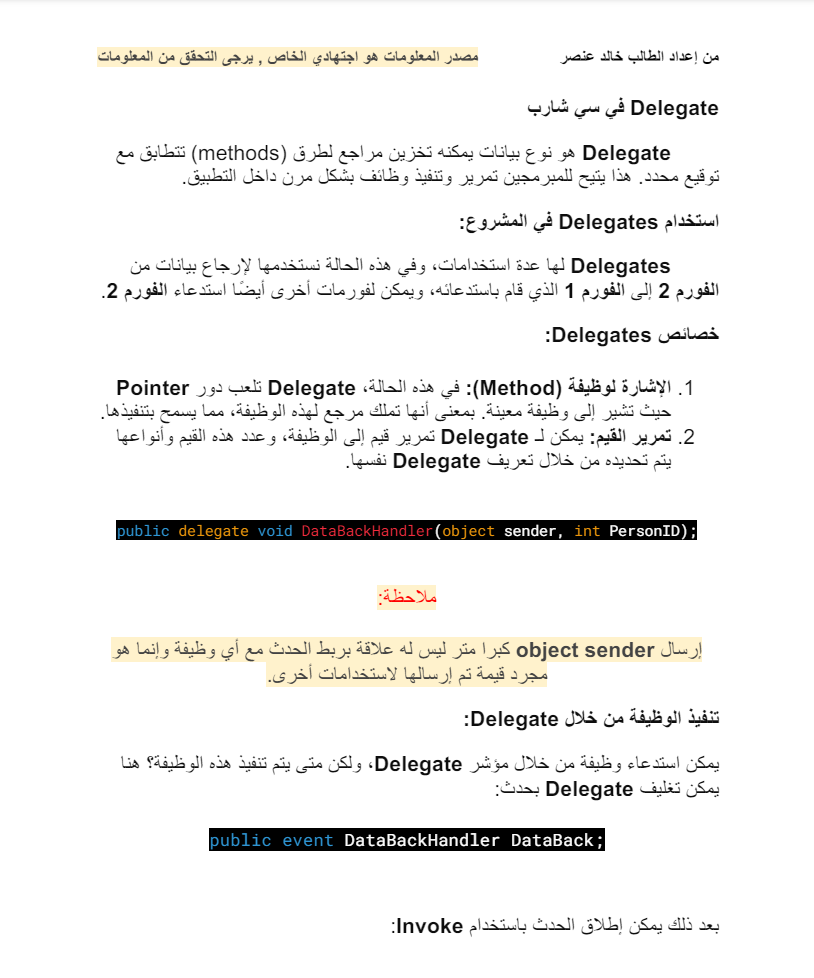 من إعداد الطالب خالد عنصر مصدر المعلومات هو اجتهادي الخاص , يرجى التحقق من المعلومات
Delegate في سي شارب
Delegate هو نوع بيانات يمكنه تخزين مراجع لطرق (methods) تتطابق مع
توقيع محدد. هذا يتيح للمبرمجين تمرير وتنفيذ وظائف بشكل مرن داخل التطبيق.
استخدام Delegates في المشروع:
Delegates لها عدة استخدامات، وفي هذه الحالة نستخدمها لإرجاع بيانات من
الفورم 2 إلى الفورم 1 الذي قام باستدعائه، ويمكن لفورمات أخرى أيضًا استدعاء الفورم 2.
خصائص Delegates:
1. الإشارة لوظيفة (Method): في هذه الحالة، Delegate تلعب دور Pointer
حيث تشير إلى وظيفة معينة. بمعنى أنها تملك مرجع لهذه الوظيفة، مما يسمح بتنفيذها.
2. تمرير القيم: يمكن لـ Delegate تمرير قيم إلى الوظيفة، وعدد هذه القيم وأنواعها
يتم تحديده من خلال تعريف Delegate نفسها.
public delegate void DataBackHandler(object sender, int PersonID);
ملاحظة:
إرسال object sender كبرا متر ليس له علاقة بربط الحدث مع أي وظيفة وإنما هو
مجرد قيمة تم إرسالها لاستخدامات أخرى.
تنفيذ الوظيفة من خلال Delegate:
يمكن استدعاء وظيفة من خلال مؤشر Delegate، ولكن متى يتم تنفيذ هذه الوظيفة؟ هنا
يمكن تغليف Delegate بحدث:
public event DataBackHandler DataBack;
بعد ذلك يمكن إطلاق الحدث باستخدام Invoke: